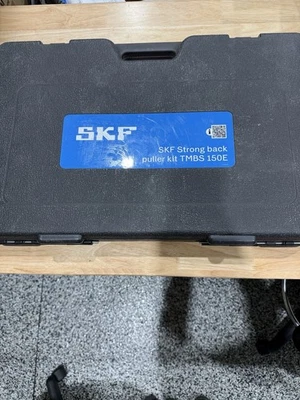 SKF
SKF Strong back
puller kit TMBS 150E